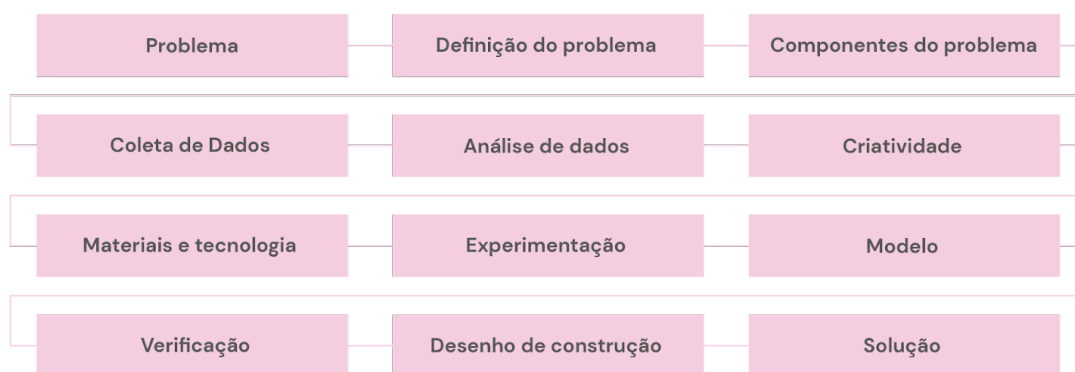 Problema
Definição do problema
Componentes do problema
Coleta de Dados
Análise de dados
Criatividade
Materiais e tecnologia
Experimentação
Modelo
Verificação
Desenho de construção
Solução